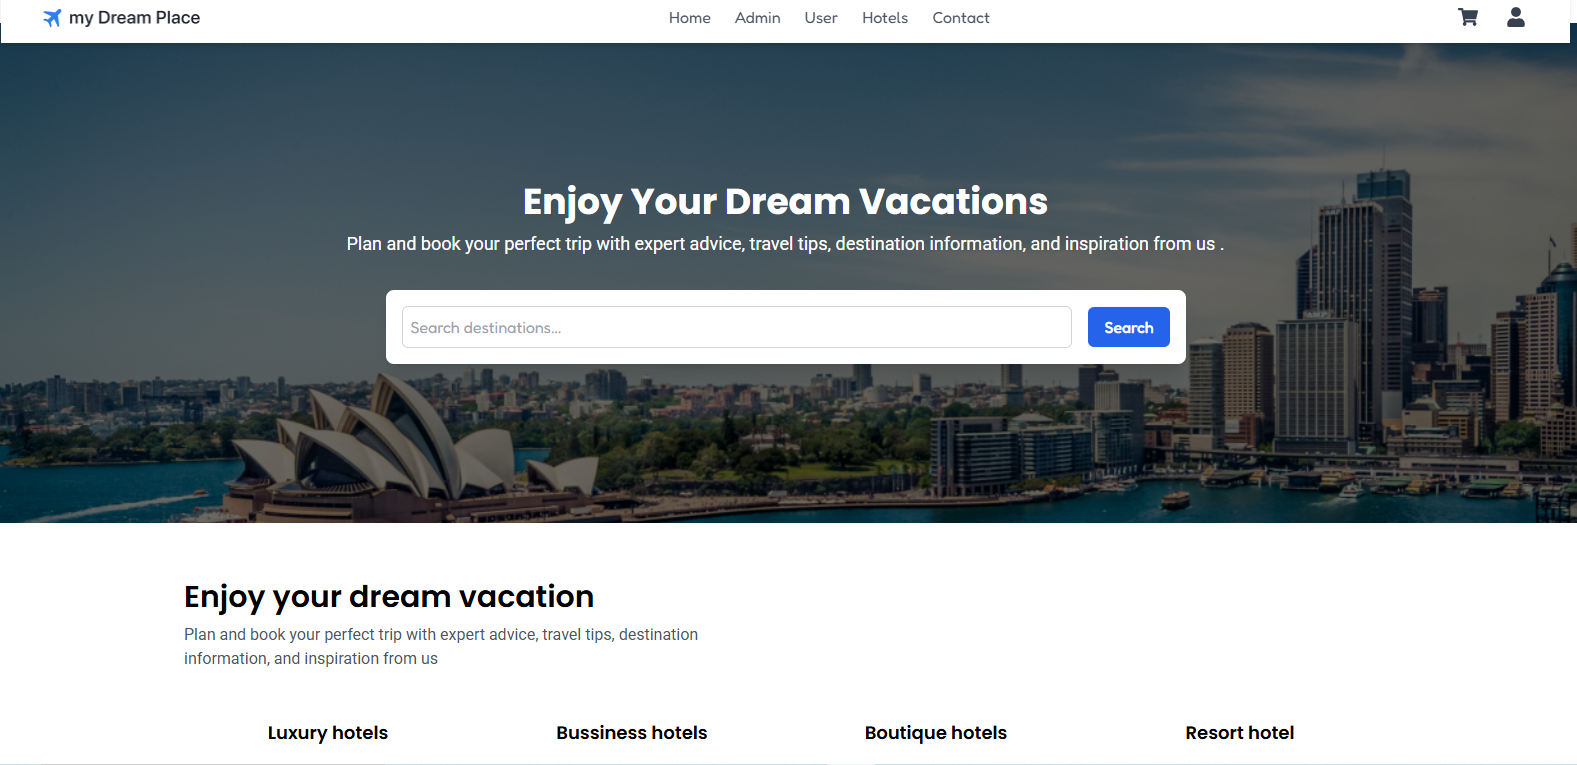 my Dream Place
Home Admin User Hotels Contact
Enjoy Your Dream Vacations
Plan and book your perfect trip with expert advice, travel tips, destination information, and inspiration from us .
Search destinations...
Search
Enjoy your dream vacation
Plan and book your perfect trip with expert advice, travel tips, destination
information, and inspiration from us
Luxury hotels
Bussiness hotels
Boutique hotels
Resort hotel